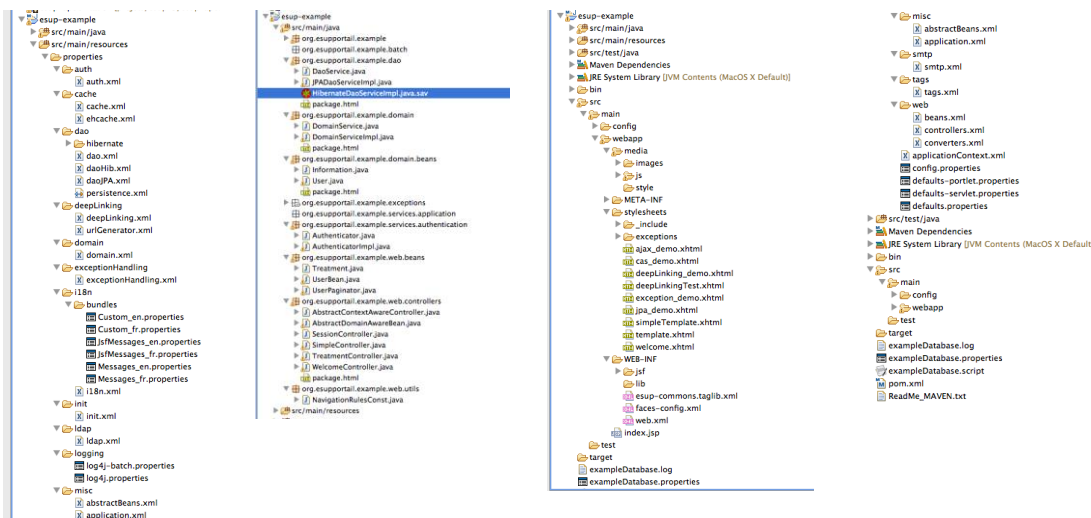 esup-example
src/main/java
src/main/resources
properties
auth
auth.xml
cache
cache.xml
ehcache.xml
dao
hibernate
dao.xml
daoHib.xml
daoJPA.xml
persistence.xml
deepLinking
deepLinking.xml
urlGenerator.xml
domain
domain.xml
exceptionHandling
exceptionHandling.xml
i18n
bundles
Custom_en.properties
Custom_fr.properties
JsfMessages_en.properties
JsfMessages_fr.properties
Messages_en.properties
Messages_fr.properties
i18n.xml
init
init.xml
ldap
ldap.xml
logging
log4j-batch.properties
log4j.properties
misc
abstractBeans.xml
application.xml
esup-example
src/main/java
org.esupportail.example
org.esupportail.example.batch
org.esupportail.example.dao
DaoService.java
JPADaoServiceImpl.java
HibernateDaoServiceImpl.java.sav
package.html
org.esupportail.example.domain
DomainService.java
DomainServiceImpl.java
package.html
org.esupportail.example.domain.beans
Information.java
User.java
package.html
org.esupportail.example.exceptions
org.esupportail.example.services.application
org.esupportail.example.services.authentication
Authenticator.java
AuthenticatorImpl.java
org.esupportail.example.web.beans
Treatment.java
UserBean.java
UserPaginator.java
org.esupportail.example.web.controllers
AbstractContextAwareController.java
AbstractDomainAwareBean.java
SessionController.java
SimpleController.java
TreatmentController.java
WelcomeController.java
package.html
org.esupportail.example.web.utils
NavigationRulesConst.java
src/main/resources
esup-example
src/main/java
src/main/resources
src/test/java
Maven Dependencies
JRE System Library [JVM Contents (MacOS X Default)]
bin
src
main
config
webapp
media
images
js
style
META-INF
stylesheets
_include
exceptions
ajax_demo.xhtml
cas_demo.xhtml
deepLinking_demo.xhtml
deepLinkingTest.xhtml
exception_demo.xhtml
jpa_demo.xhtml
simpleTemplate.xhtml
template.xhtml
welcome.xhtml
WEB-INF
jsf
lib
esup-commons.taglib.xml
faces-config.xml
web.xml
index.jsp
test
target
exampleDatabase.log
exampleDatabase.properties
misc
abstractBeans.xml
application.xml
smtp
smtp.xml
tags
tags.xml
web
beans.xml
controllers.xml
converters.xml
applicationContext.xml
config.properties
defaults-portlet.properties
defaults-servlet.properties
defaults.properties
src/test/java
Maven Dependencies
JRE System Library [JVM Contents (MacOS X Default
bin
src
main
config
webapp
test
target
exampleDatabase.log
exampleDatabase.properties
exampleDatabase.script
pom.xml
ReadMe_MAVEN.txt